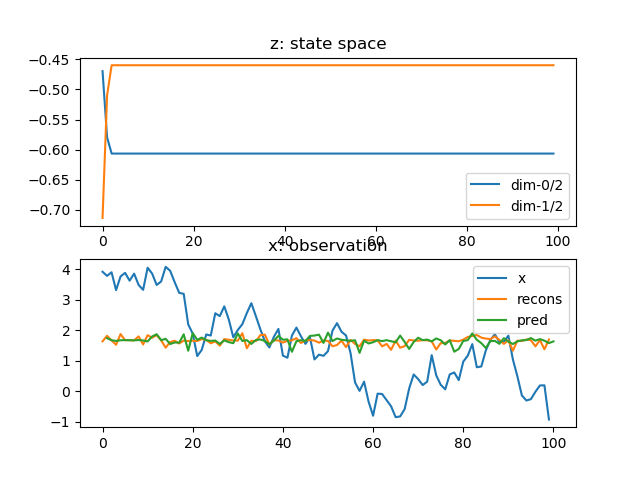 z: state space
−0.45
−0.50
−0.55
−0.60
−0.65
−0.70
dim-0/2
dim-1/2
0 20 40 60 80 100
x: observation
4
3
2
1
0
−1
x
recons
pred
0 20 40 60 80 100